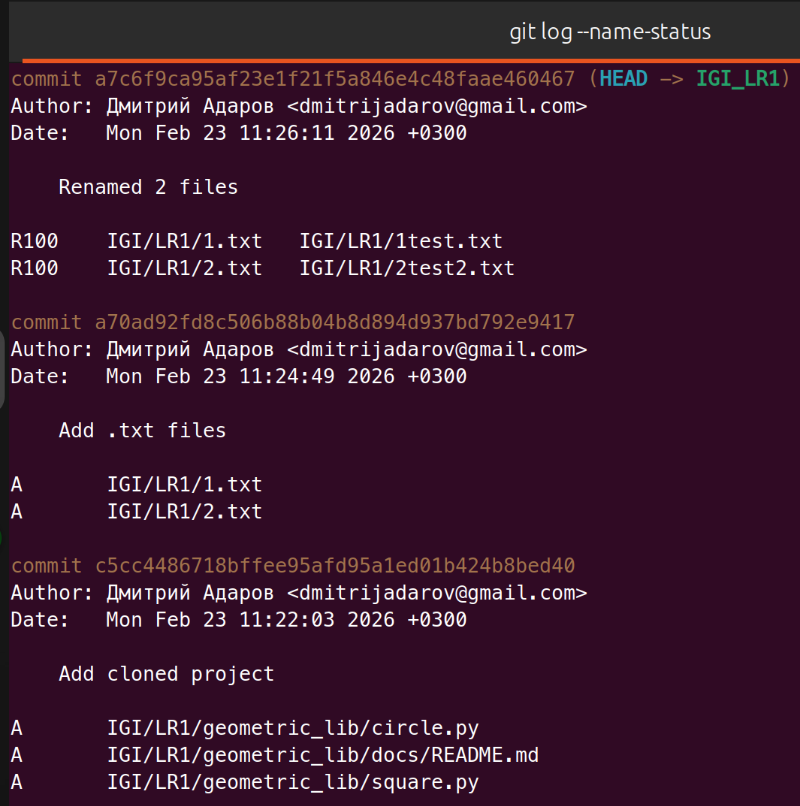 git log --name-status
commit a7c6f9ca95af23e1f21f5a846e4c48faae460467 (HEAD -> IGI_LR1)
Author: Дмитрий Адаров <dmitrijadarov@gmail.com>
Date:   Mon Feb 23 11:26:11 2026 +0300
Renamed 2 files
R100    IGI/LR1/1.txt   IGI/LR1/1test.txt
R100    IGI/LR1/2.txt   IGI/LR1/2test2.txt
commit a70ad92fd8c506b88b04b8d894d937bd792e9417
Author: Дмитрий Адаров <dmitrijadarov@gmail.com>
Date:   Mon Feb 23 11:24:49 2026 +0300
Add .txt files
A       IGI/LR1/1.txt
A       IGI/LR1/2.txt
commit c5cc4486718bffee95afd95a1ed01b424b8bed40
Author: Дмитрий Адаров <dmitrijadarov@gmail.com>
Date:   Mon Feb 23 11:22:03 2026 +0300
Add cloned project
A       IGI/LR1/geometric_lib/circle.py
A       IGI/LR1/geometric_lib/docs/README.md
A       IGI/LR1/geometric_lib/square.py